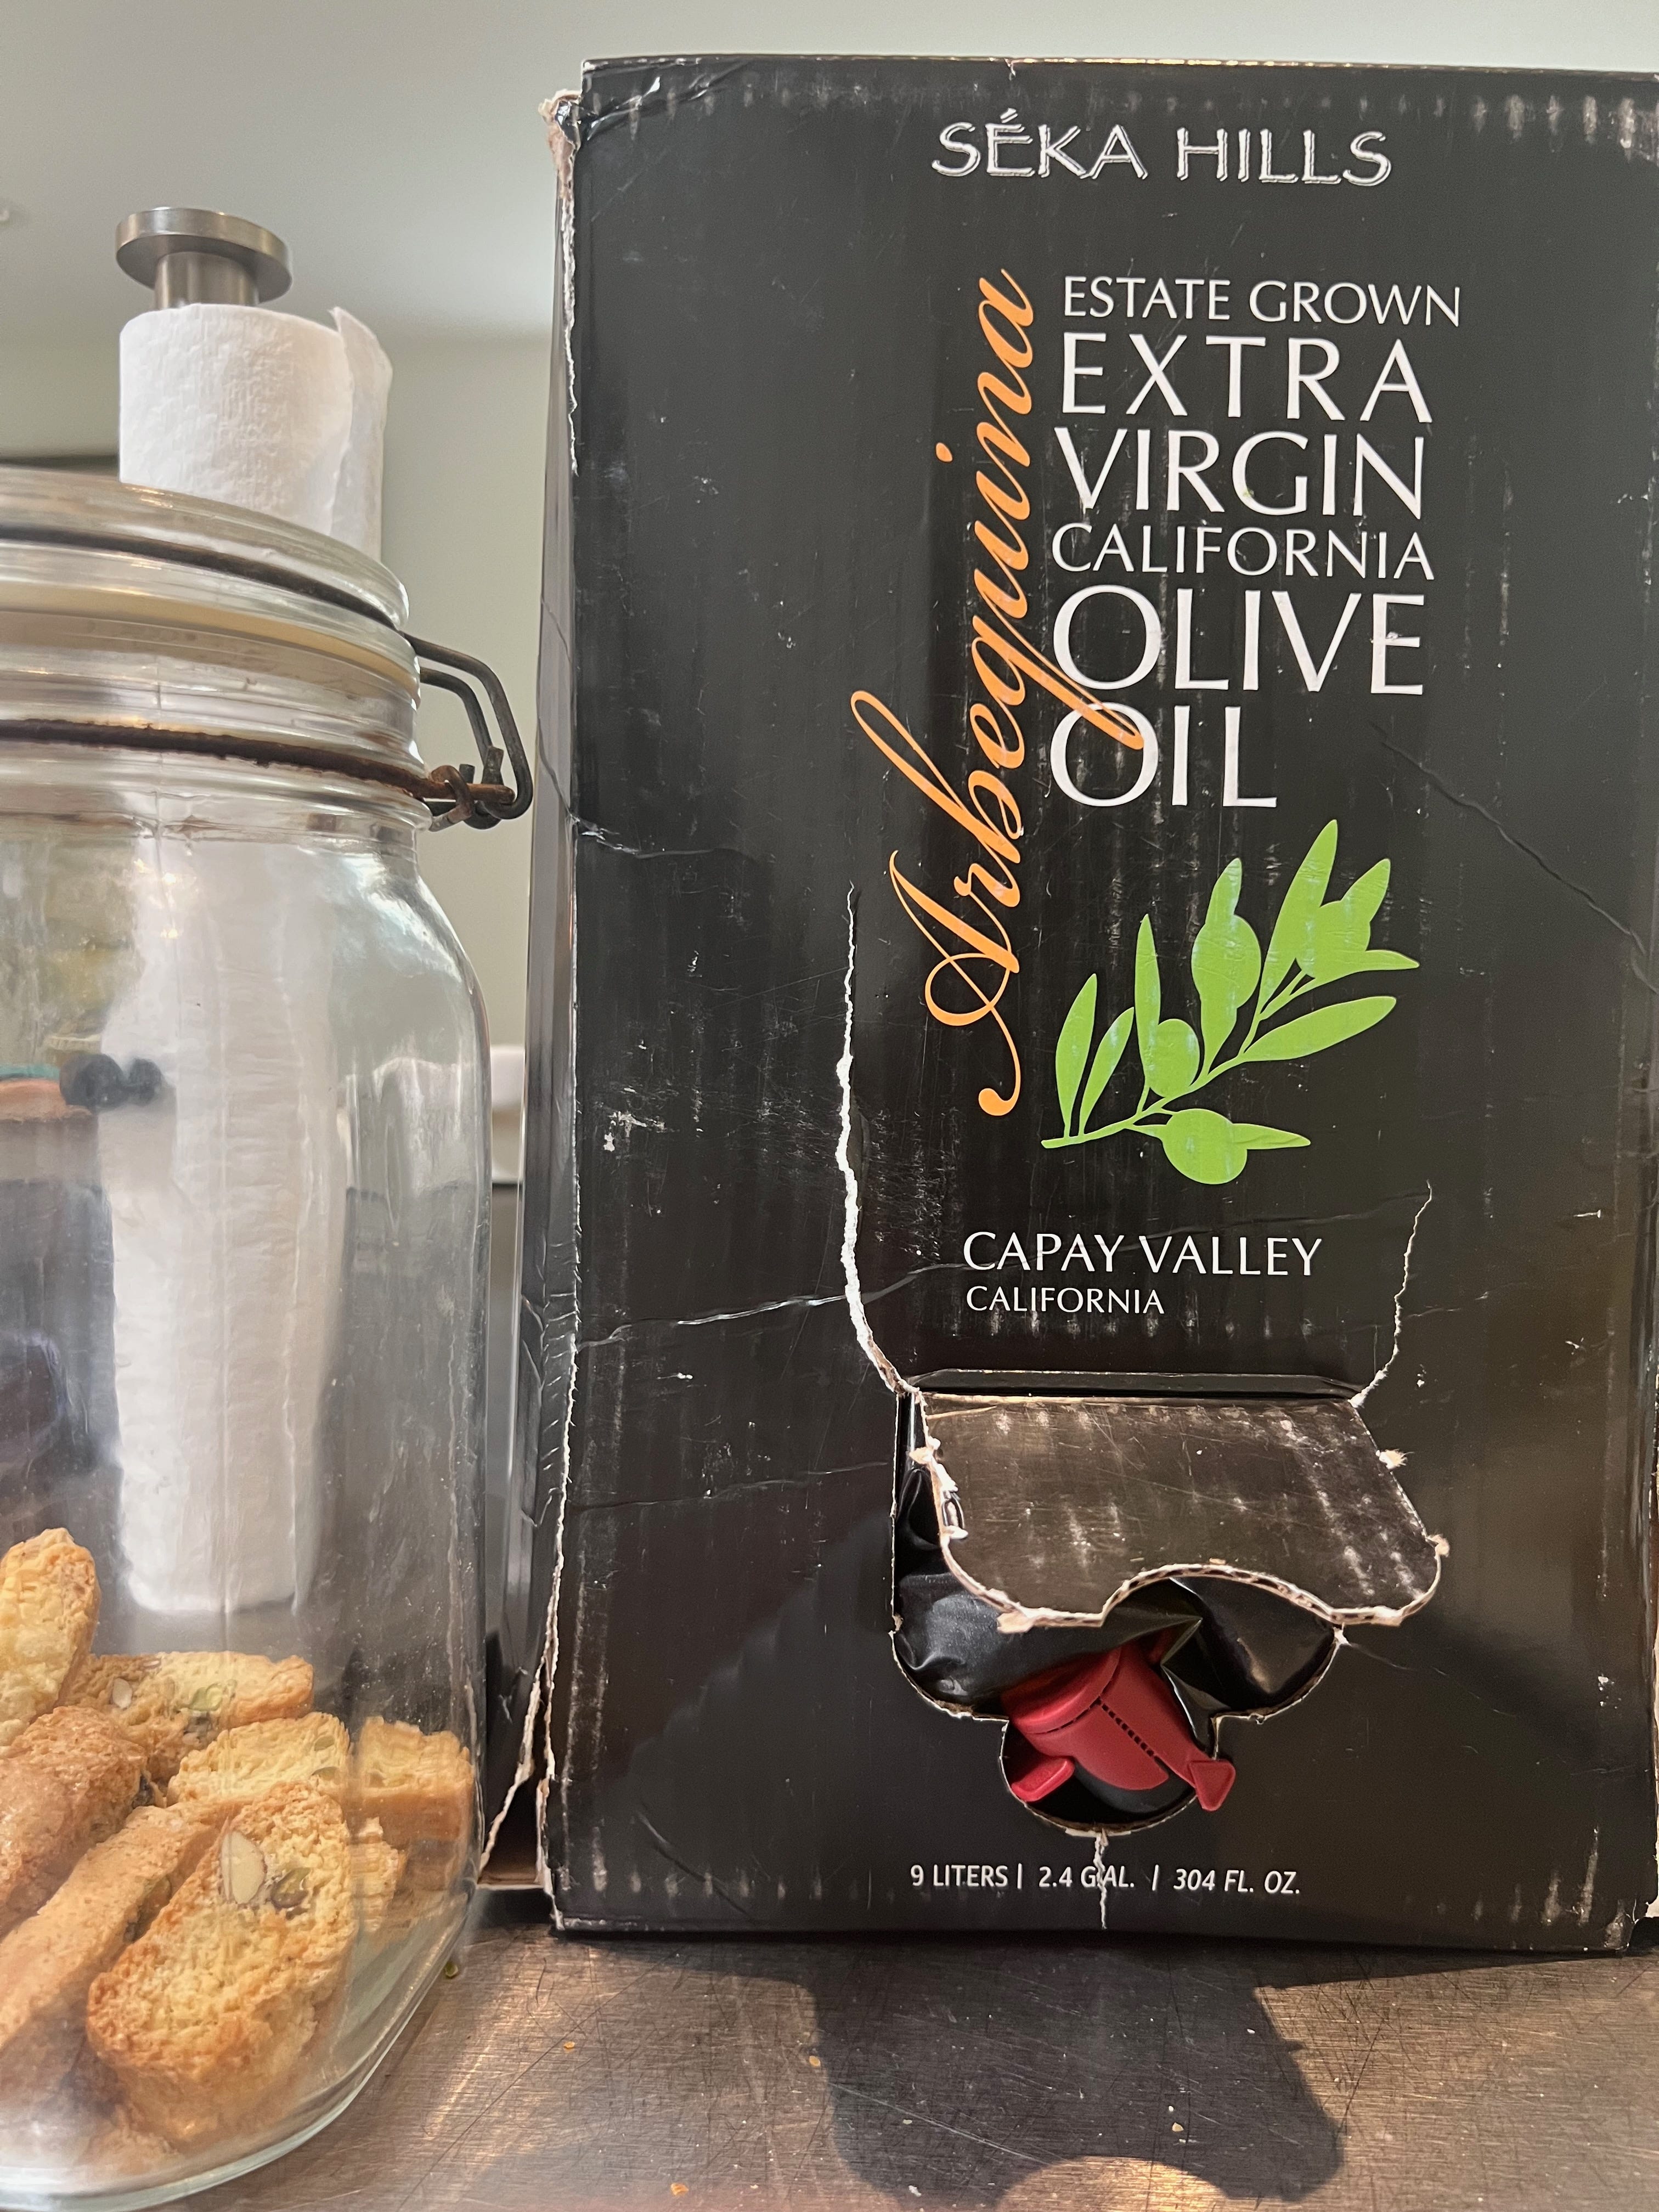 SÉKA HILLS
Arbequina
ESTATE GROWN
EXTRA
VIRGIN
CALIFORNIA
OLIVE
OIL
CAPAY VALLEY
CALIFORNIA
9 LITERS | 2.4 GAL. | 304 FL. OZ.